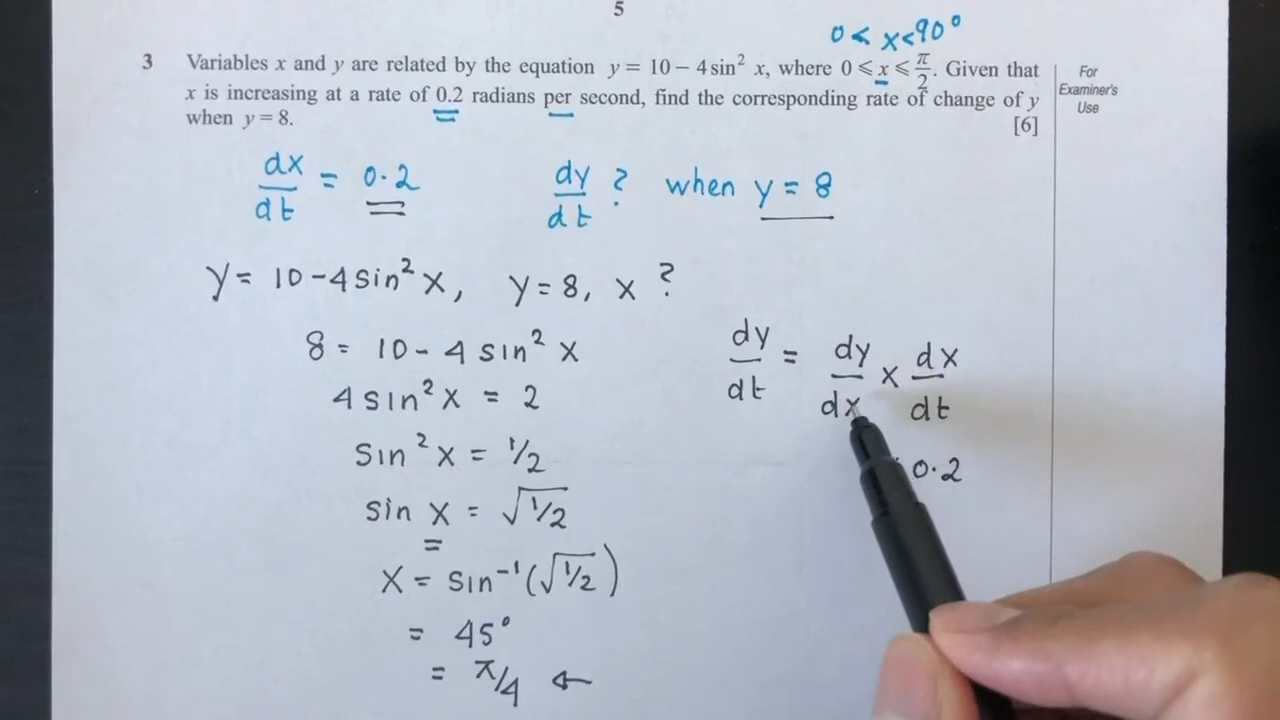 5
0 < x < 90°
3 Variables x and y are related by the equation y = 10 − 4 sin² x, where 0 ⩽ x ⩽ π/2. Given that
x is increasing at a rate of 0.2 radians per second, find the corresponding rate of change of y
when y = 8. [6]
For
Examiner's
Use
dx/dt = 0.2 dy/dt ? when y = 8
y = 10 − 4 sin² x, y = 8, x ?
8 = 10 − 4 sin² x
4 sin² x = 2
sin² x = 1/2
sin x = √1/2
x = sin⁻¹(√1/2)
= 45°
= π/4 ←
dy/dt = dy/dx × dx/dt
0.2